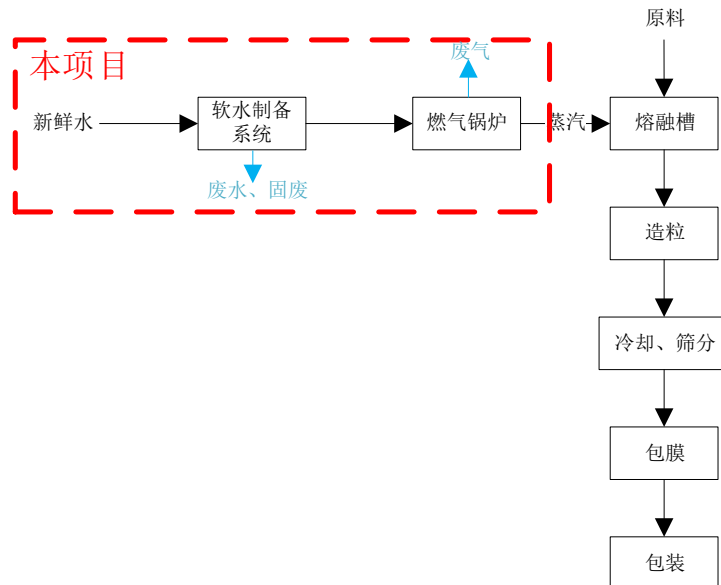 原料
本项目
废气
新鲜水
软水制备
系统
燃气锅炉
蒸汽
熔融槽
废水、固废
造粒
冷却、筛分
包膜
包装